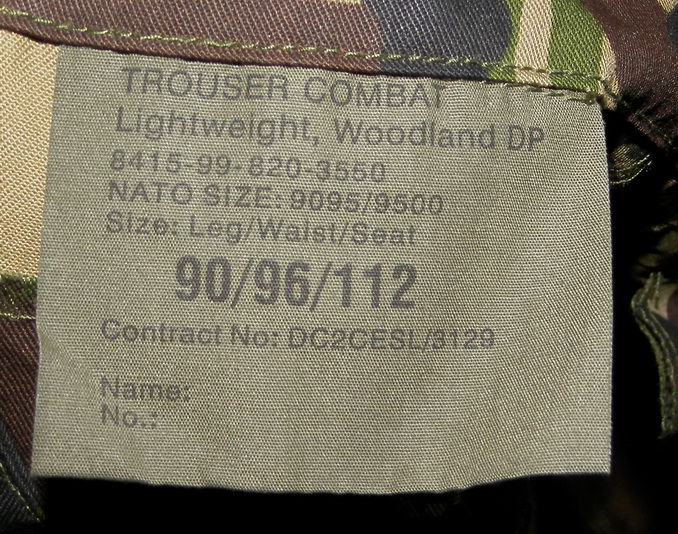 TROUSER COMBAT
Lightweight, Woodland DP
8415-99-820-3550
NATO SIZE: 9095/9500
Size: Leg/Waist/Seat
90/96/112
Contract No: DC2CESL/3129
Name:
No.: